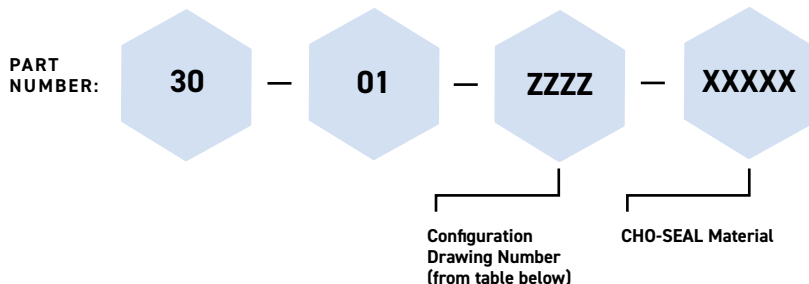 PART
NUMBER:
30 — 01 — ZZZZ — XXXXX
Configuration
Drawing Number
(from table below)
CHO-SEAL Material